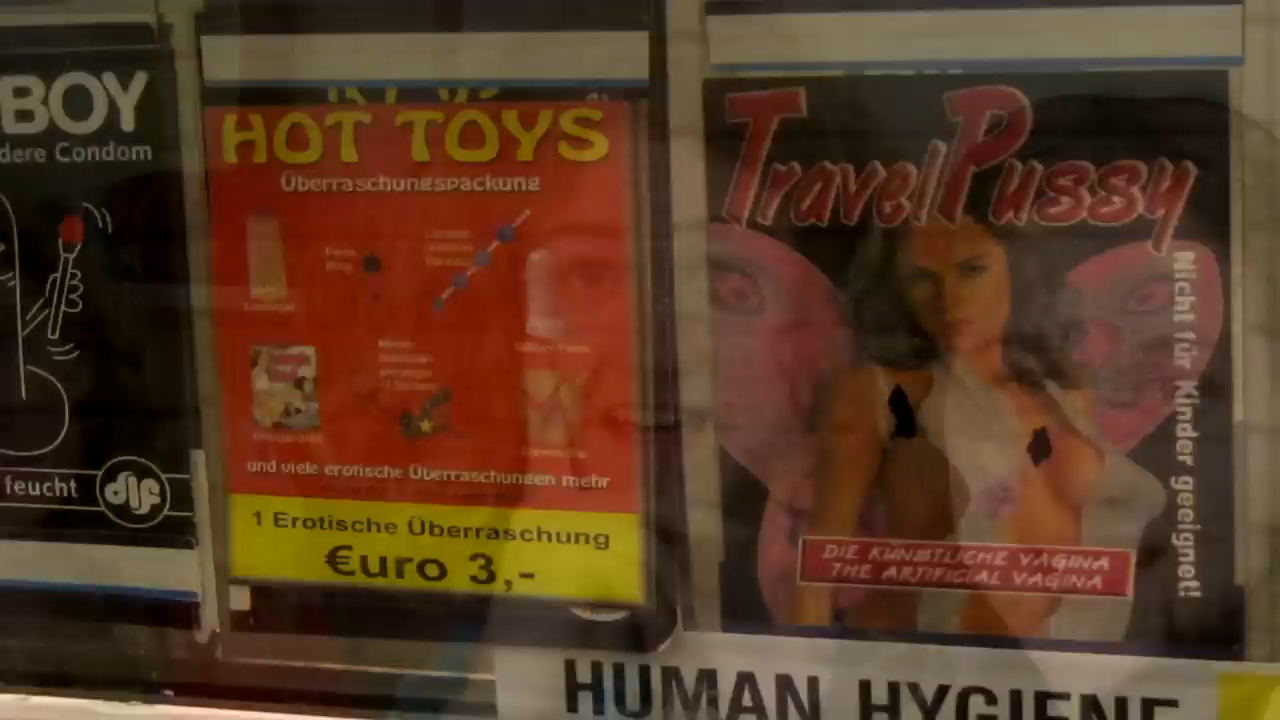 BOY
dere Condom
feucht
dlf
HOT TOYS
Überraschungspackung
und viele erotische Überraschungen mehr
1 Erotische Überraschung
€uro 3,-
TravelPussy
Nicht für Kinder geeignet!
DIE KÜNSTLICHE VAGINA
THE ARTIFICIAL VAGINA
HUMAN HYGIENE